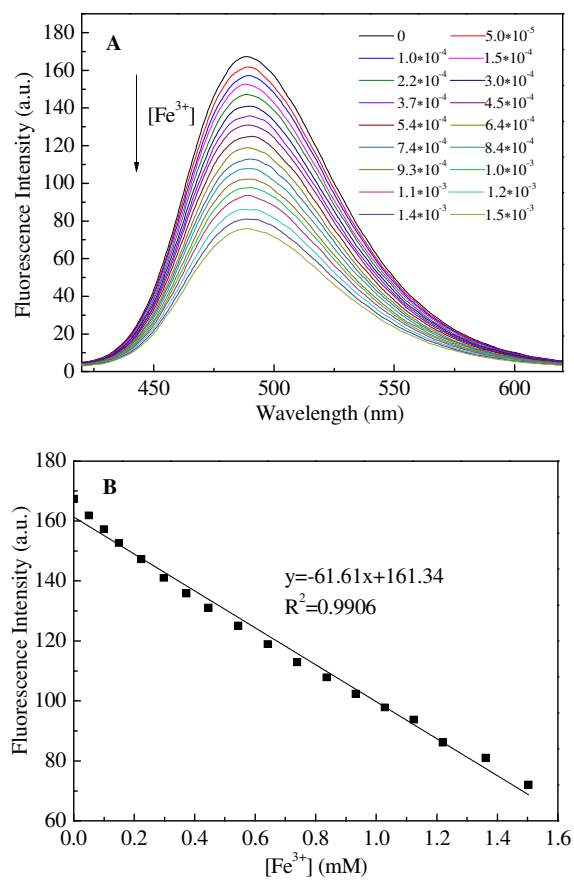 A
180
160
140
120
100
80
60
40
20
0
Fluorescence Intensity (a.u.)
[Fe³⁺]
0 5.0*10⁻⁵
1.0*10⁻⁴ 1.5*10⁻⁴
2.2*10⁻⁴ 3.0*10⁻⁴
3.7*10⁻⁴ 4.5*10⁻⁴
5.4*10⁻⁴ 6.4*10⁻⁴
7.4*10⁻⁴ 8.4*10⁻⁴
9.3*10⁻⁴ 1.0*10⁻³
1.1*10⁻³ 1.2*10⁻³
1.4*10⁻³ 1.5*10⁻³
450 500 550 600
Wavelength (nm)
B
180
160
140
120
100
80
60
Fluorescence Intensity (a.u.)
y=-61.61x+161.34
R²=0.9906
0.0 0.2 0.4 0.6 0.8 1.0 1.2 1.4 1.6
[Fe³⁺] (mM)